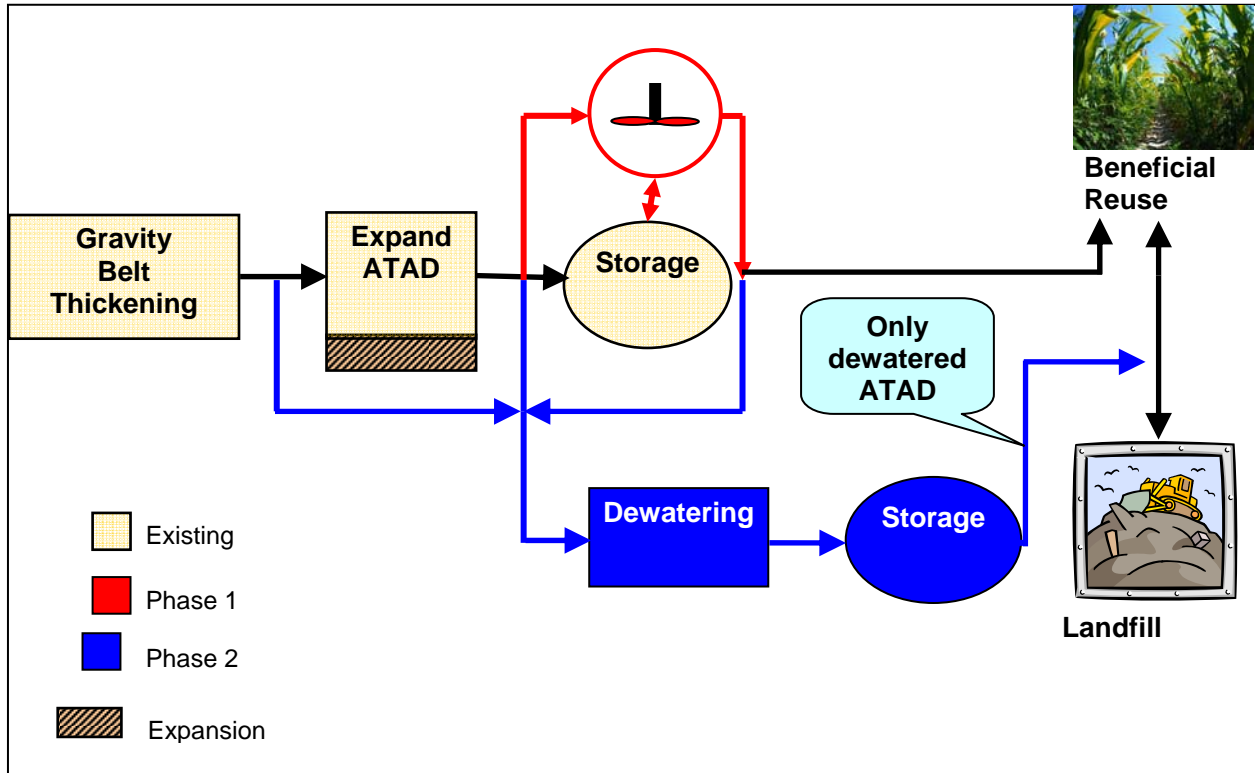 Beneficial
Reuse
Gravity
Belt
Thickening
Expand
ATAD
Storage
Only
dewatered
ATAD
Dewatering
Storage
Existing
Phase 1
Phase 2
Expansion
Landfill